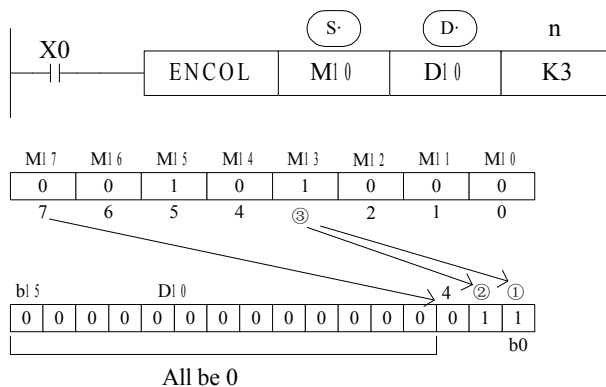 S· D· n
X0
ENCOL M10 D10 K3
M17 M16 M15 M14 M13 M12 M11 M10
0 0 1 0 1 0 0 0
7 6 5 4 ③ 2 1 0
4 ② ①
b15 D10
0 0 0 0 0 0 0 0 0 0 0 0 0 0 1 1
b0
All be 0